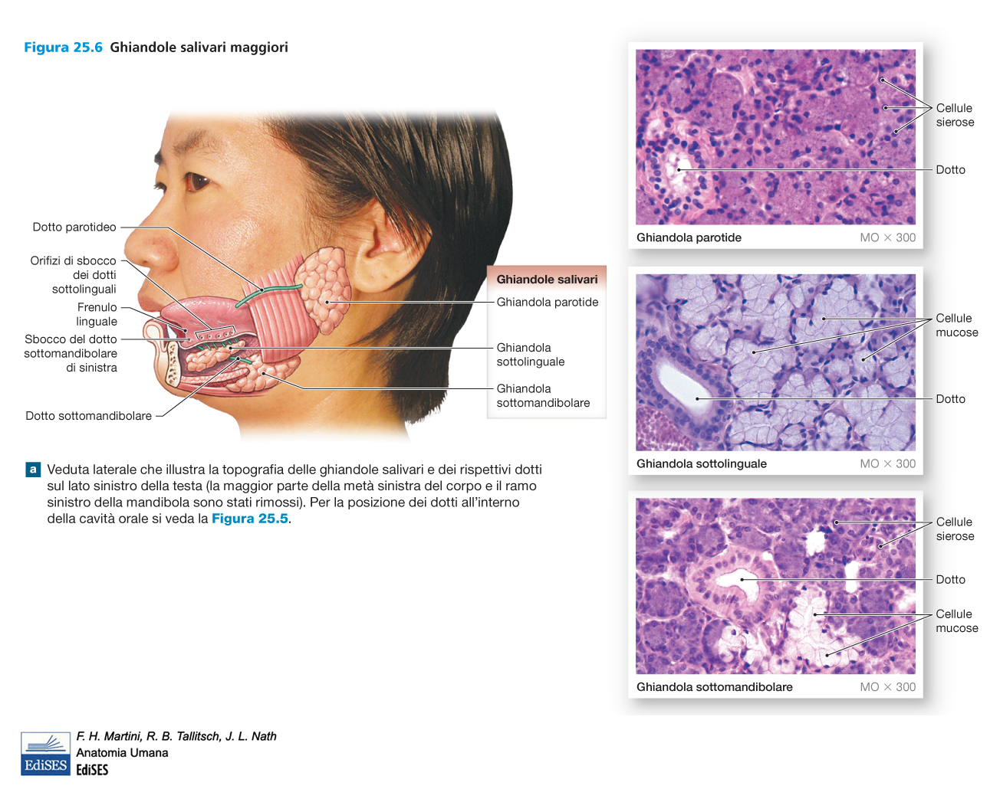 Figura 25.6 Ghiandole salivari maggiori
Dotto parotideo
Orifizi di sbocco
dei dotti
sottolinguali
Frenulo
linguale
Sbocco del dotto
sottomandibolare
di sinistra
Dotto sottomandibolare
Ghiandole salivari
Ghiandola parotide
Ghiandola
sottolinguale
Ghiandola
sottomandibolare
a Veduta laterale che illustra la topografia delle ghiandole salivari e dei rispettivi dotti
sul lato sinistro della testa (la maggior parte della metà sinistra del corpo e il ramo
sinistro della mandibola sono stati rimossi). Per la posizione dei dotti all'interno
della cavità orale si veda la Figura 25.5.
Cellule
sierose
Dotto
Ghiandola parotide MO × 300
Cellule
mucose
Dotto
Ghiandola sottolinguale MO × 300
Cellule
sierose
Dotto
Cellule
mucose
Ghiandola sottomandibolare MO × 300
EdiSES
F. H. Martini, R. B. Tallitsch, J. L. Nath
Anatomia Umana
EdiSES